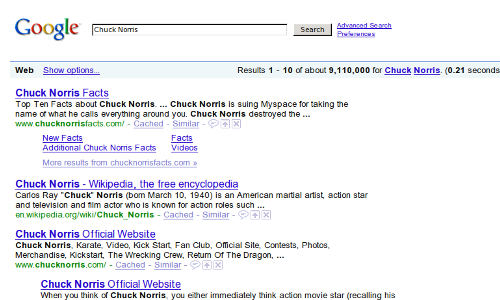 Google
Chuck Norris
Search
Advanced Search
Preferences
Web Show options... Results 1 - 10 of about 9,110,000 for Chuck Norris. (0.21 seconds
Chuck Norris Facts
Top Ten Facts about Chuck Norris. ... Chuck Norris is suing Myspace for taking the
name of what he calls everything around you. Chuck Norris destroyed the ...
www.chucknorrisfacts.com/ - Cached - Similar -
New Facts Facts
Additional Chuck Norris Facts Videos
More results from chucknorrisfacts.com »
Chuck Norris - Wikipedia, the free encyclopedia
Carlos Ray "Chuck" Norris (born March 10, 1940) is an American martial artist, action star
and television and film actor who is known for action roles such ...
en.wikipedia.org/wiki/Chuck_Norris - Cached - Similar -
Chuck Norris Official Website
Chuck Norris, Karate, Video, Kick Start, Fan Club, Official Site, Contests, Photos,
Merchandise, Kickstart, The Wrecking Crew, Return Of The Dragon, ...
www.chucknorris.com/ - Cached - Similar -
Chuck Norris Official Website
When you think of Chuck Norris, you either immediately think action movie star (recalling his